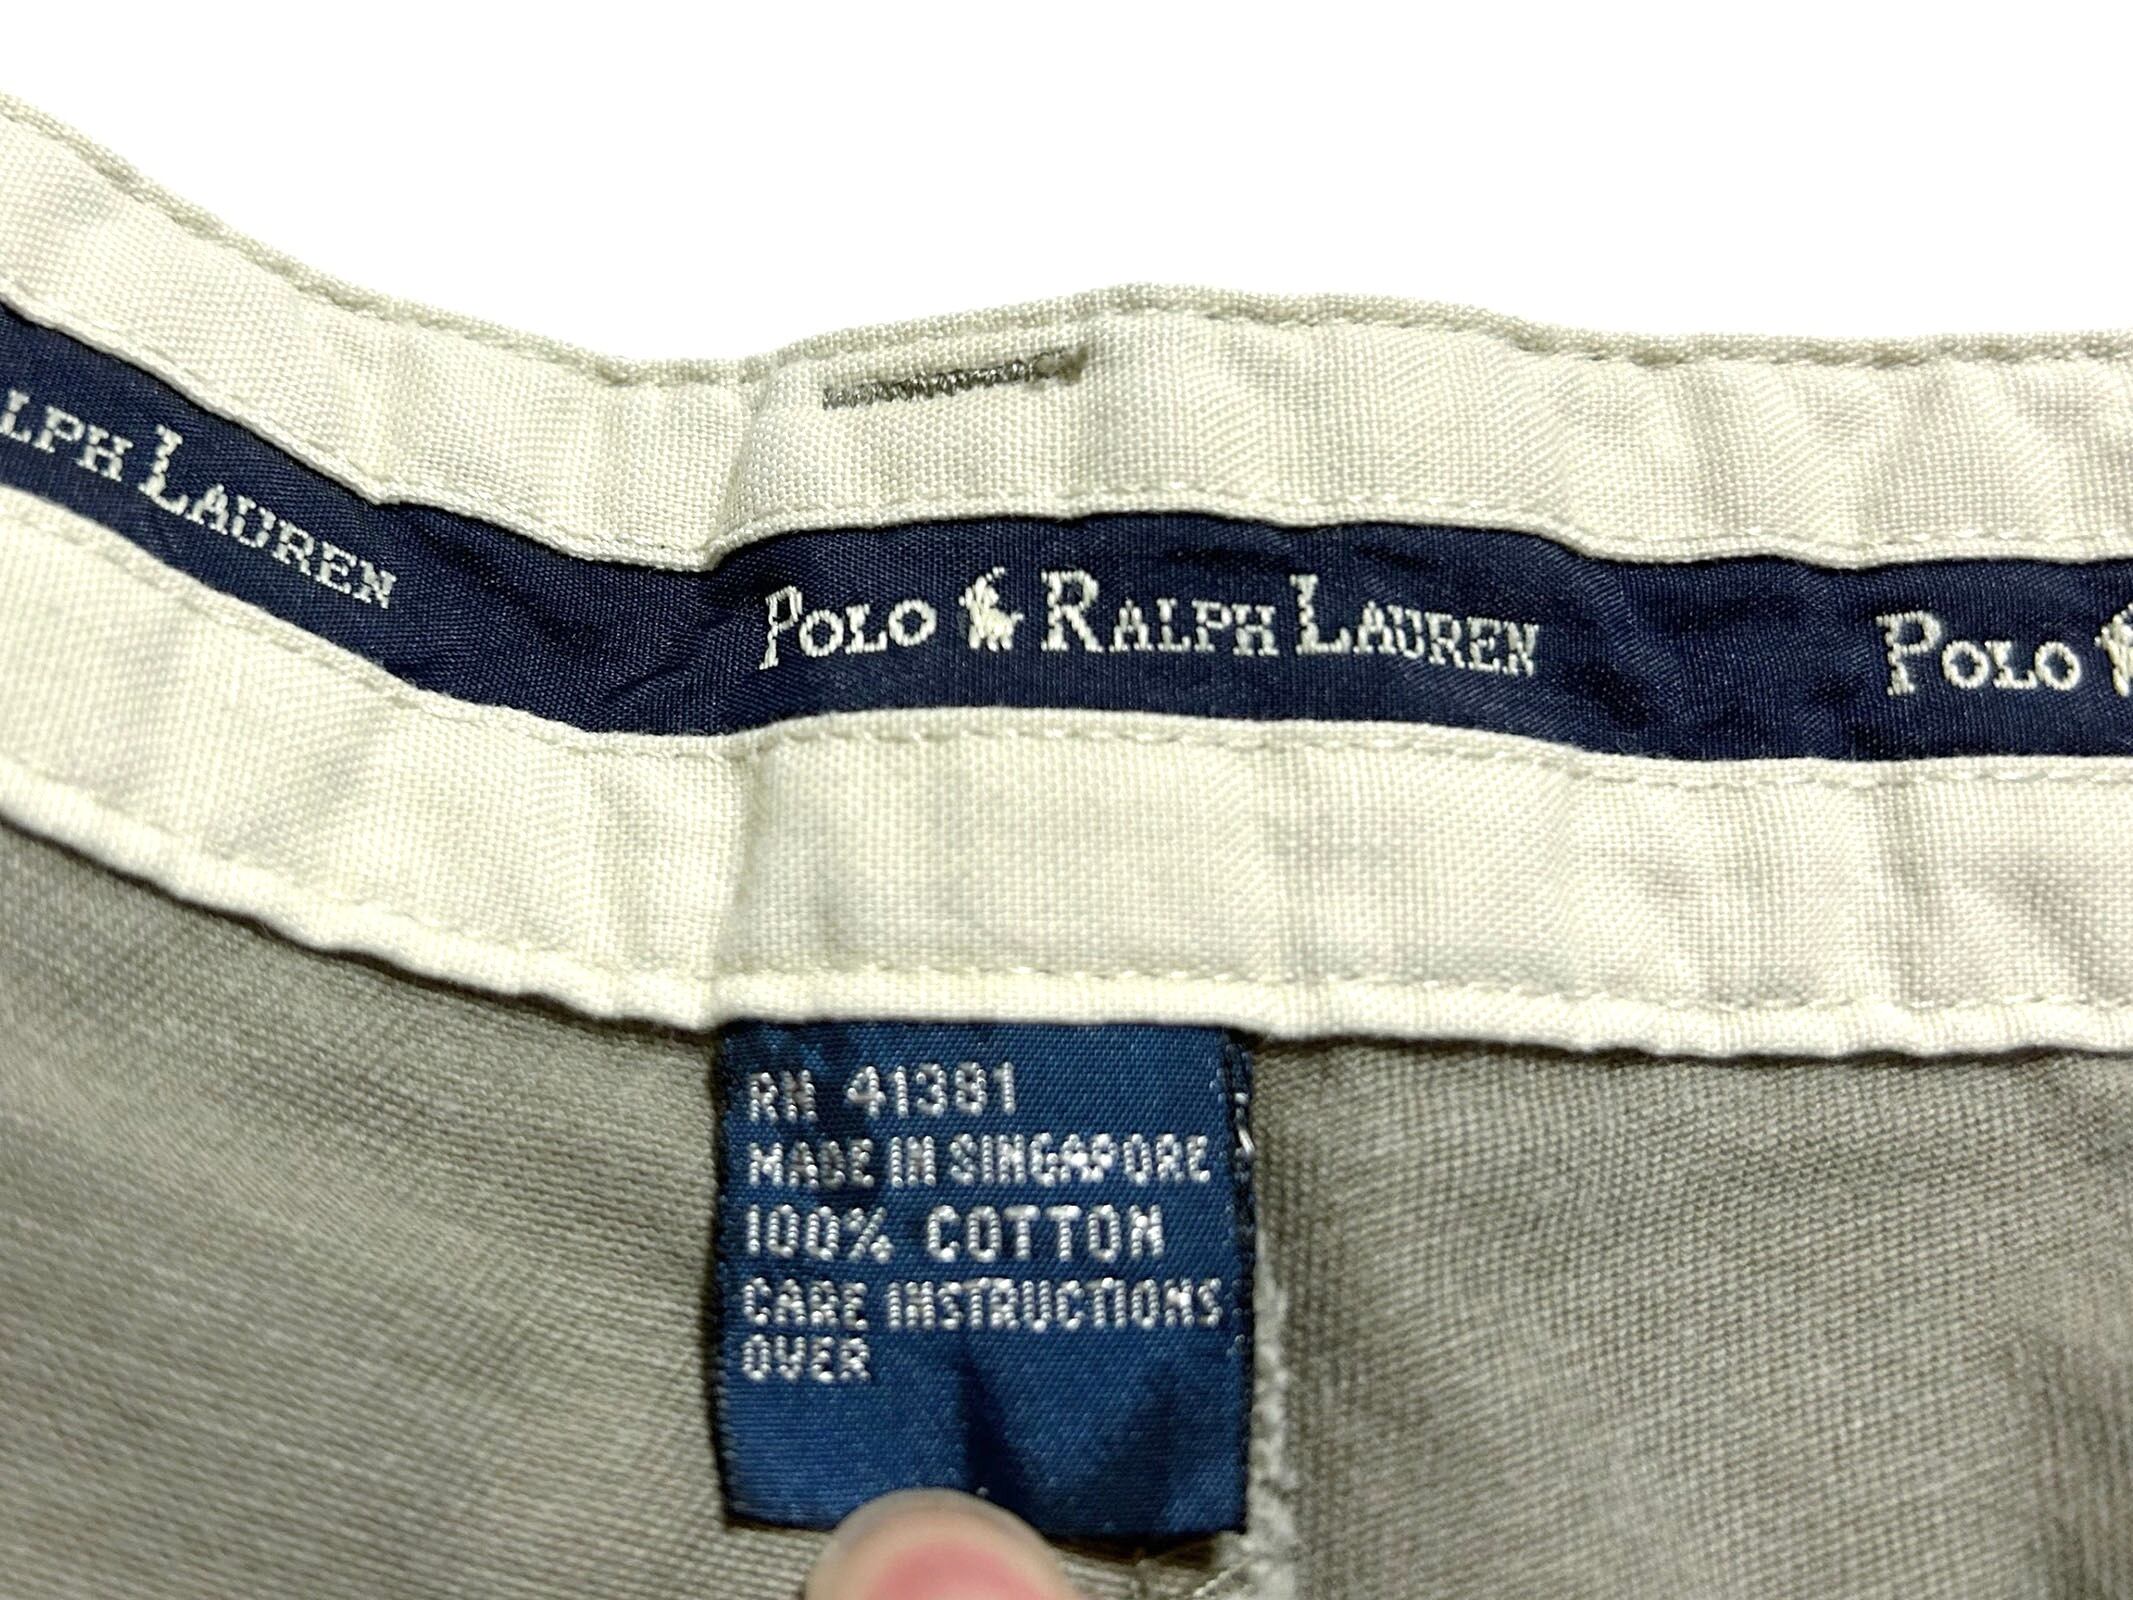 LPH LAUREN
POLO RALPH LAUREN
POLO
RN 41381
MADE IN SINGAPORE
100% COTTON
CARE INSTRUCTIONS
OVER